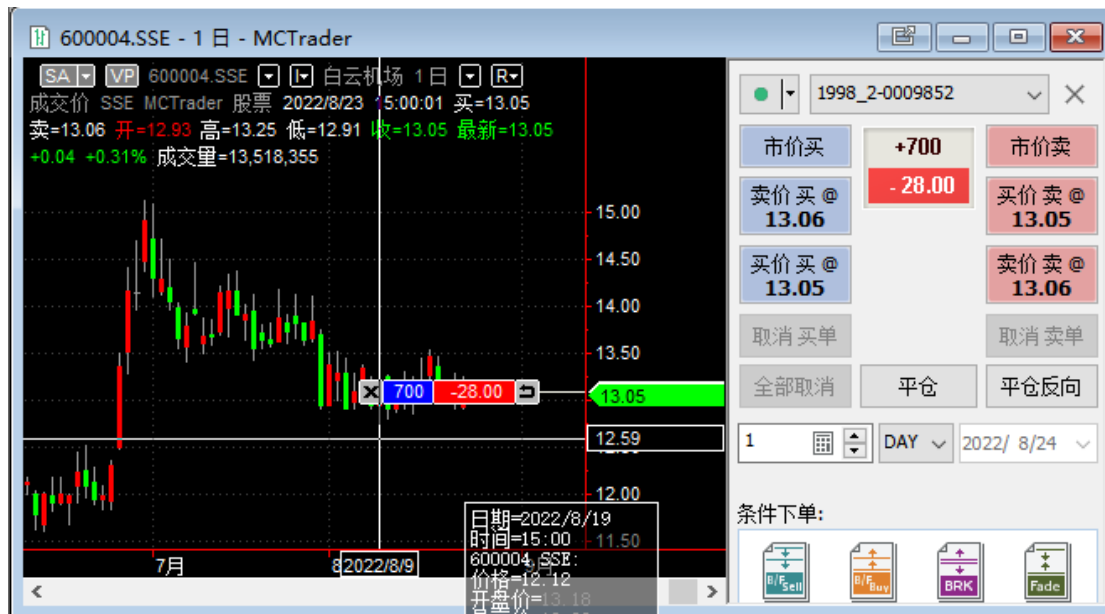 600004.SSE - 1 日 - MCTrader
SA VP 600004.SSE 白云机场 1日 R
成交价 SSE MCTrader 股票 2022/8/23 15:00:01 买=13.05
卖=13.06 开=12.93 高=13.25 低=12.91 收=13.05 最新=13.05
+0.04 +0.31% 成交量=13,518,355
15.00
14.50
14.00
13.50
700 -28.00
13.05
12.59
12.00
11.50
7月
2022/8/9
日期=2022/8/19
时间=15:00
600004.SSE:
价格=12.12
开盘价=13.18
1998_2-0009852
市价买
+700
市价卖
-28.00
卖价 买 @
13.06
买价 卖 @
13.05
买价 买 @
13.05
卖价 卖 @
13.06
取消 买单
取消 卖单
全部取消
平仓
平仓反向
1
DAY
2022/ 8/24
条件下单:
B/F Sell
B/F Buy
BRK
Fade